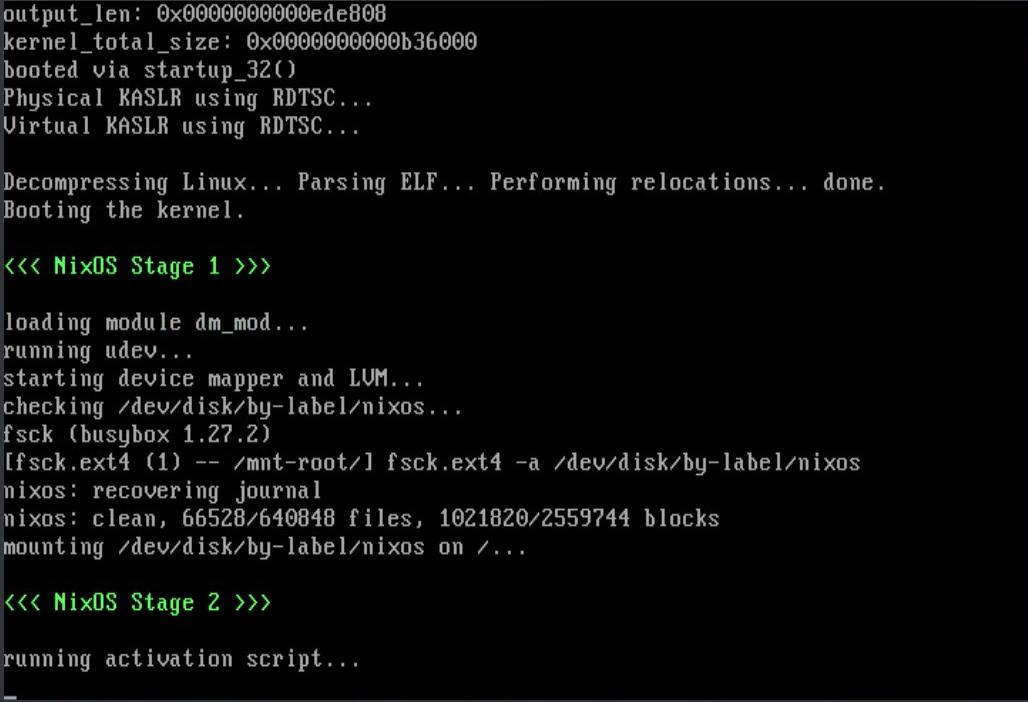 output_len: 0x0000000000ede808
kernel_total_size: 0x0000000000b36000
booted via startup_32()
Physical KASLR using RDTSC...
Virtual KASLR using RDTSC...
Decompressing Linux... Parsing ELF... Performing relocations... done.
Booting the kernel.
<<< NixOS Stage 1 >>>
loading module dm_mod...
running udev...
starting device mapper and LVM...
checking /dev/disk/by-label/nixos...
fsck (busybox 1.27.2)
[fsck.ext4 (1) -- /mnt-root/] fsck.ext4 -a /dev/disk/by-label/nixos
nixos: recovering journal
nixos: clean, 66528/640848 files, 1021820/2559744 blocks
mounting /dev/disk/by-label/nixos on /...
<<< NixOS Stage 2 >>>
running activation script...